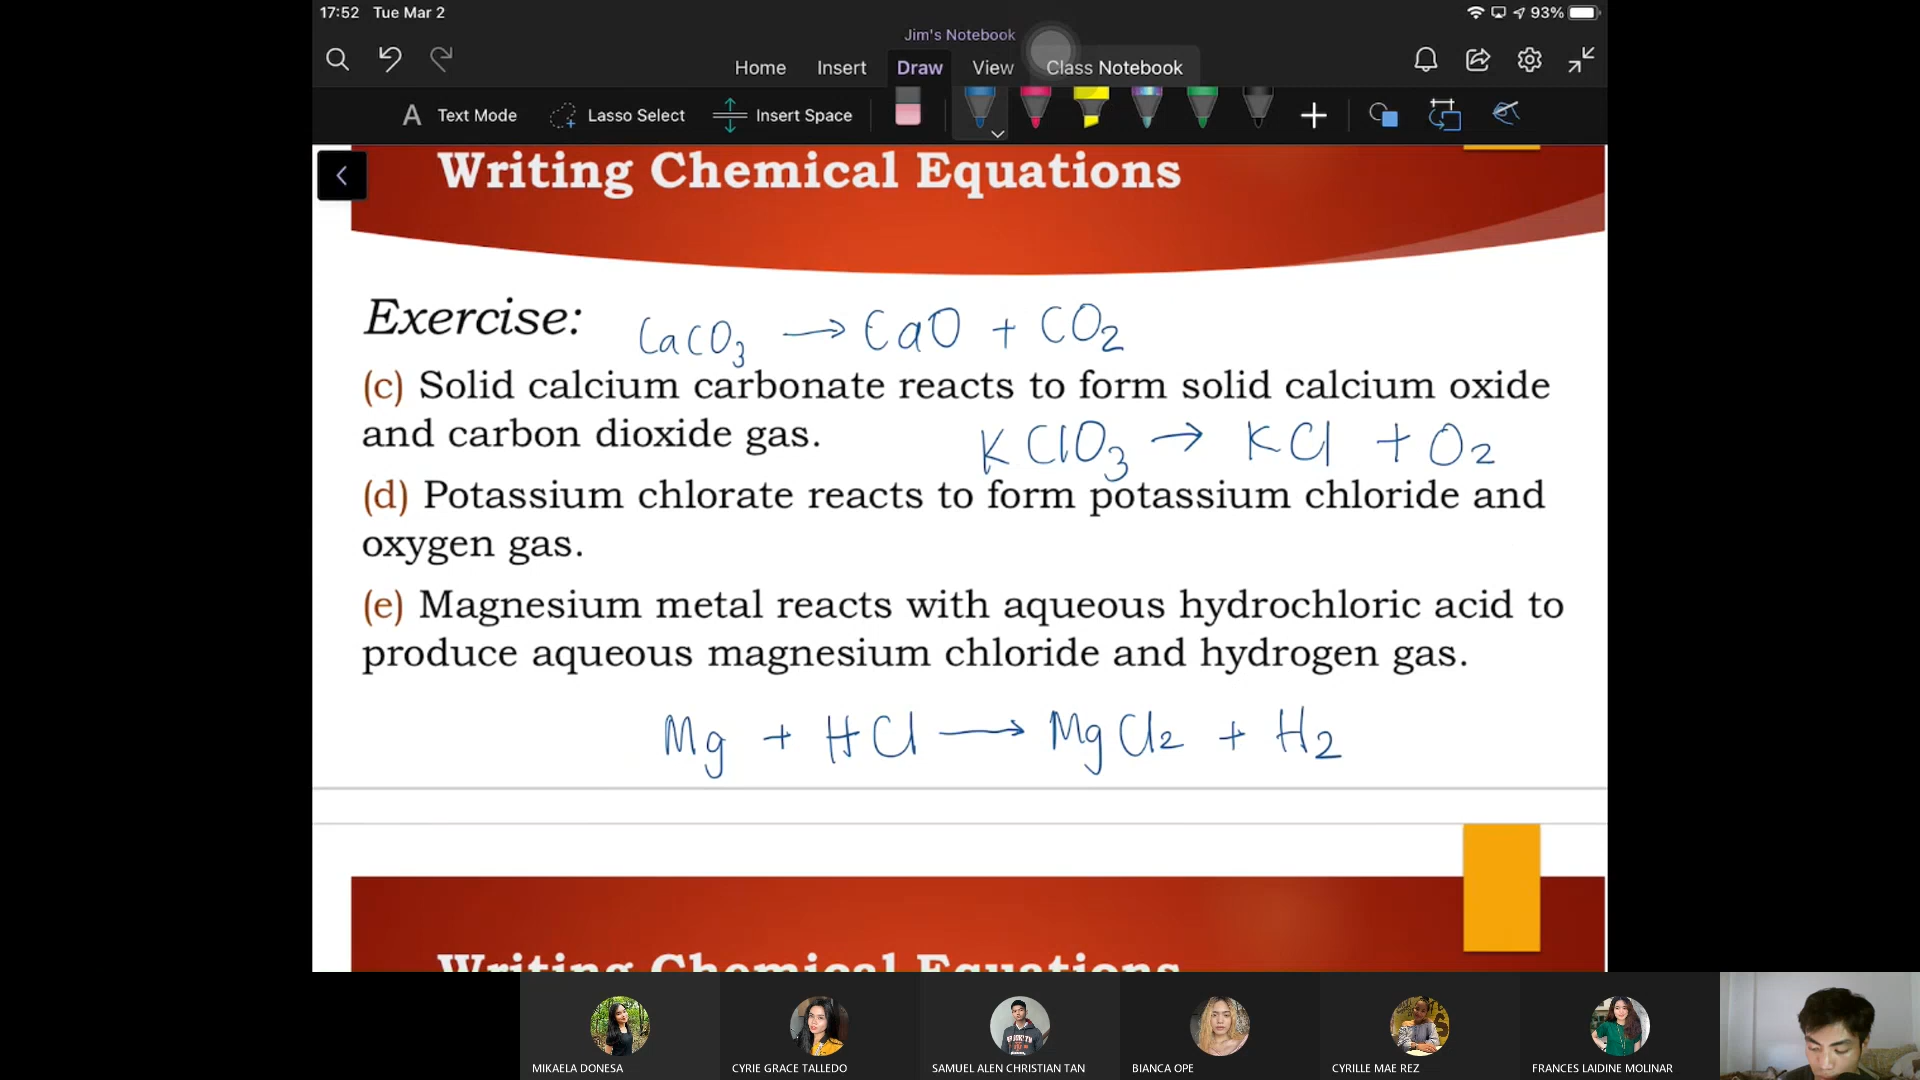 17:52 Tue Mar 2
93%
Jim's Notebook
Home Insert Draw View Class Notebook
A Text Mode Lasso Select Insert Space
Writing Chemical Equations
Exercise:
CaCO₃ → CaO + CO₂
(c) Solid calcium carbonate reacts to form solid calcium oxide
and carbon dioxide gas.
KClO₃ → KCl + O₂
(d) Potassium chlorate reacts to form potassium chloride and
oxygen gas.
(e) Magnesium metal reacts with aqueous hydrochloric acid to
produce aqueous magnesium chloride and hydrogen gas.
Mg + HCl → MgCl₂ + H₂
Writing Chemical Equations
MIKAELA DONESA CYRIE GRACE TALLEDO SAMUEL ALEN CHRISTIAN TAN BIANCA OPE CYRILLE MAE REZ FRANCES LAIDINE MOLINAR